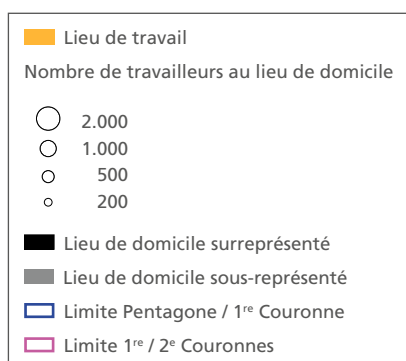 Lieu de travail
Nombre de travailleurs au lieu de domicile
2.000
1.000
500
200
Lieu de domicile surreprésenté
Lieu de domicile sous-représenté
Limite Pentagone / 1re Couronne
Limite 1re / 2e Couronnes